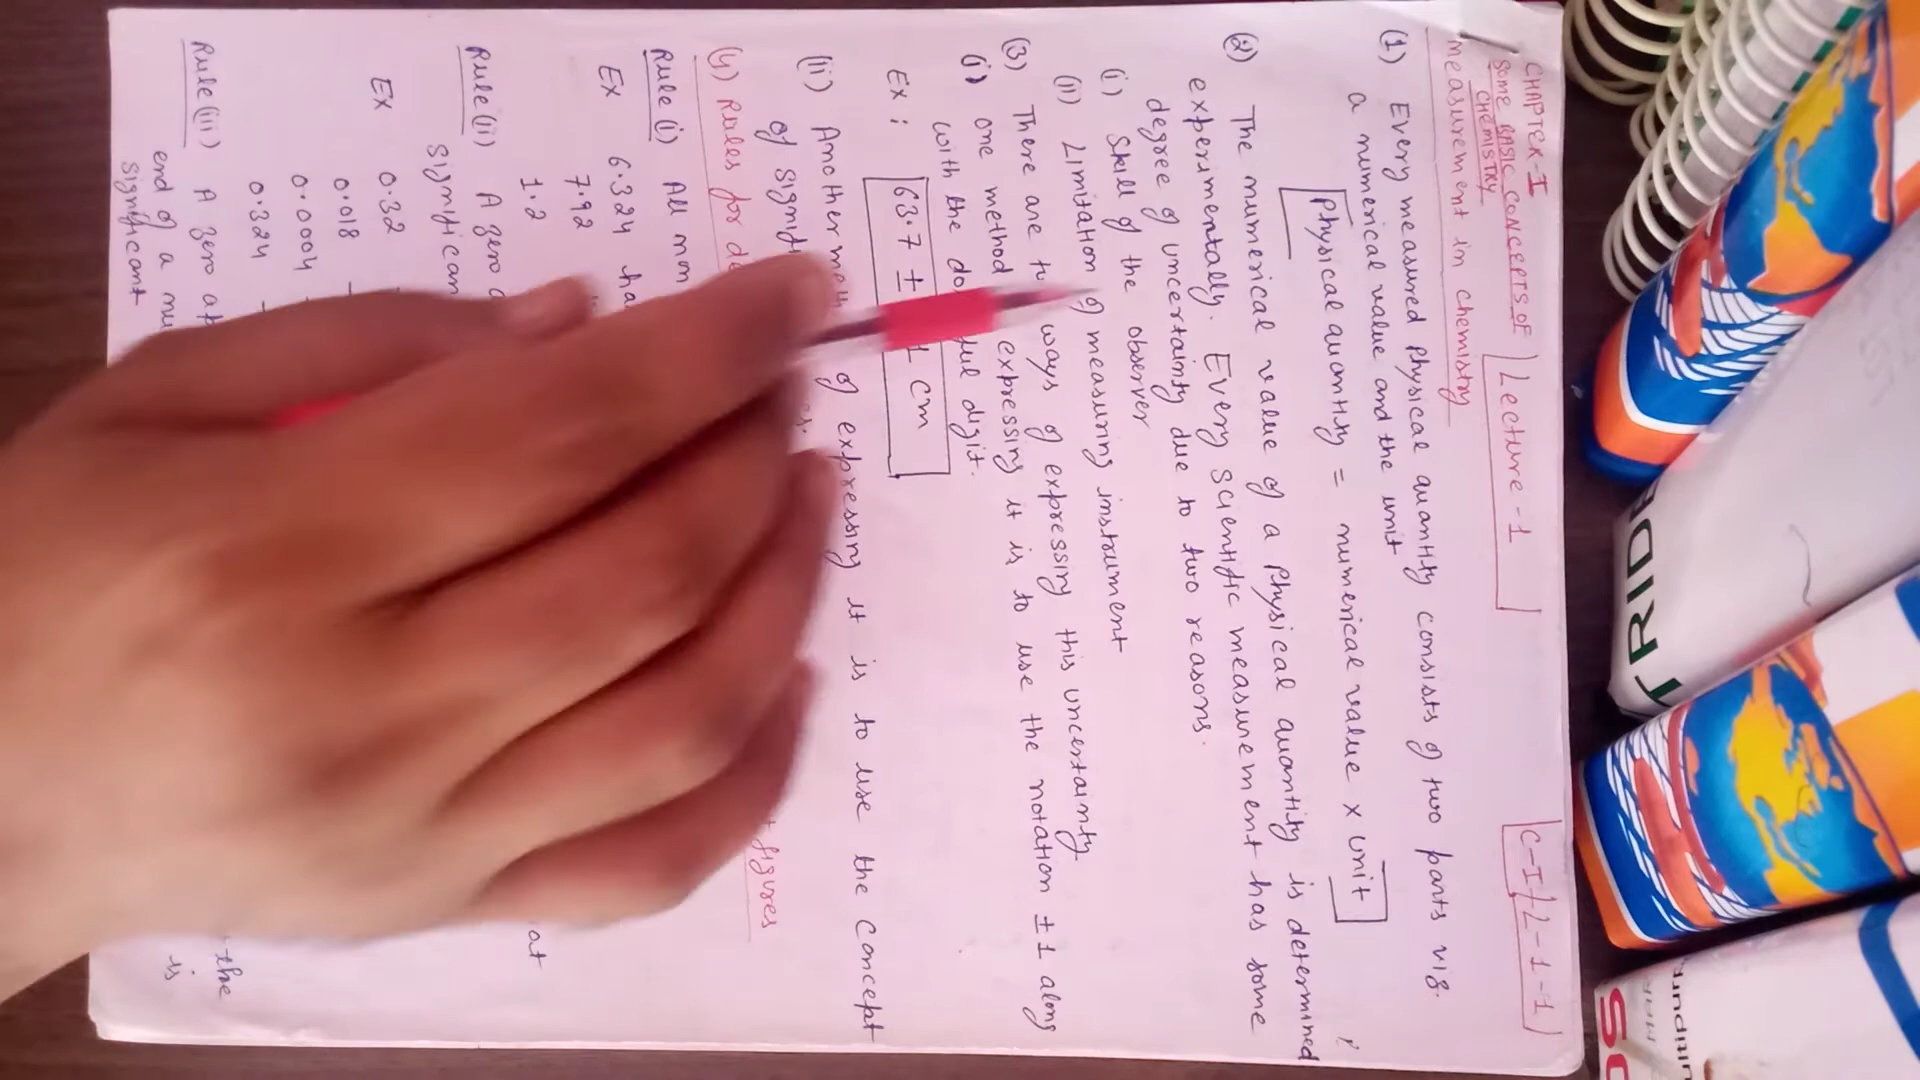 CHAPTER-I
SOME BASIC CONCEPTS OF
CHEMISTRY
Lecture-1
C-I/L-1-1
measurement in chemistry
(1) Every measured physical quantity consists of two parts viz.
a numerical value and the unit
Physical quantity = numerical value x unit
(2) The numerical value of a physical quantity is determined
experimentally. Every scientific measurement has some
degree of uncertainty due to two reasons.
(i) Skill of the observer
(ii) Limitation of measuring instrument
(3) There are ways of expressing this uncertainty
(i) one method expressing it is to use the notation ±1 along
with the digit.
Ex: 63.7 ± 1 cm
(ii) Another of expressing it is to use the concept
of
(4) Rules for figures
Rule (i) All non
Ex 6.324 ha
7.92
1.2
Rule (ii) A zero at
significan
Ex 0.32
0.018
0.0004
0.324
Rule (iii) A zero at the
end of a nu is
significant
TRIDE